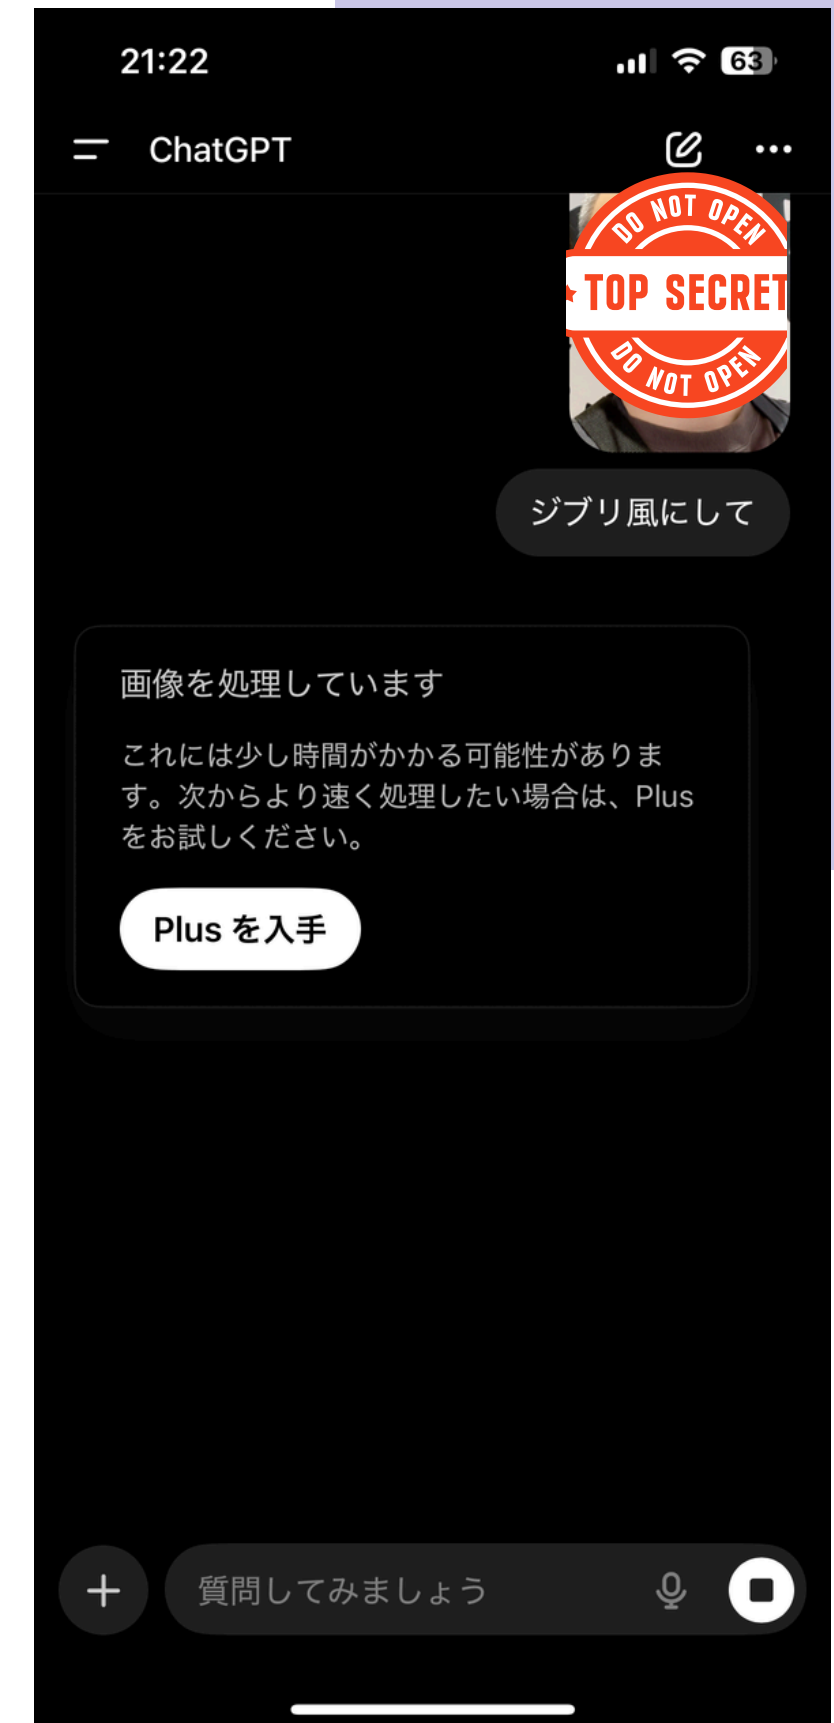 21:22
63
ChatGPT
DO NOT OPEN
TOP SECRET
DO NOT OPEN
ジブリ風にして
画像を処理しています
これには少し時間がかかる可能性がありま
す。次からより速く処理したい場合は、Plus
をお試しください。
Plus を入手
質問してみましょう